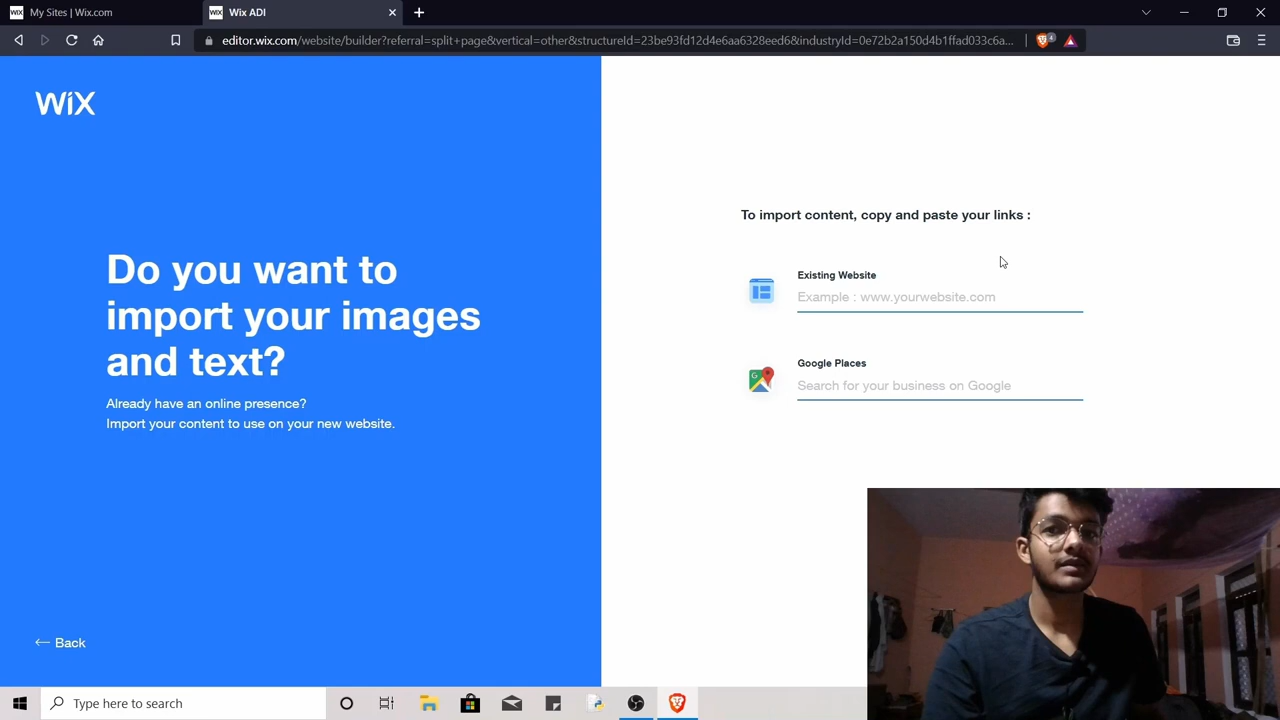 WiX My Sites | Wix.com
WiX Wix ADI
editor.wix.com/website/builder?referral=split+page&vertical=other&structureId=23be93fd12d4e6aa6328eed6&industryId=0e72b2a150d4b1ffad033c6a...
4
WiX
Do you want to
import your images
and text?
Already have an online presence?
Import your content to use on your new website.
← Back
To import content, copy and paste your links :
Existing Website
Example : www.yourwebsite.com
G
Google Places
Search for your business on Google
Type here to search